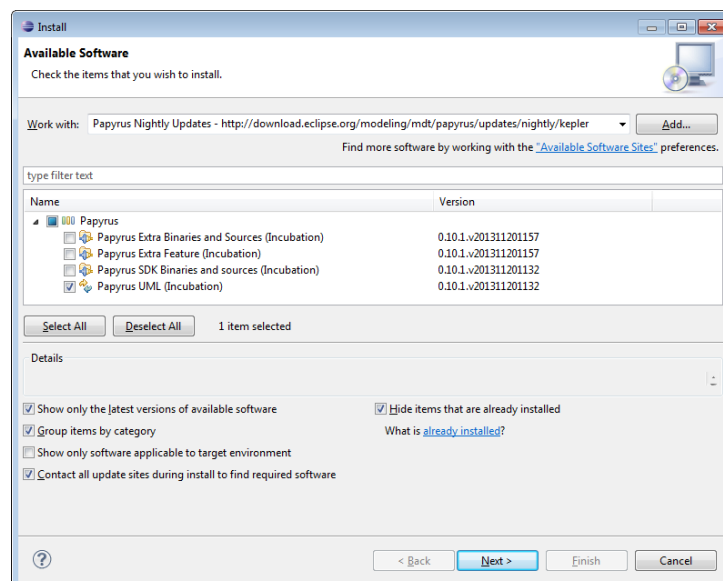 Install
Available Software
Check the items that you wish to install.
Work with: Papyrus Nightly Updates - http://download.eclipse.org/modeling/mdt/papyrus/updates/nightly/kepler Add...
Find more software by working with the "Available Software Sites" preferences.
type filter text
Name Version
Papyrus
Papyrus Extra Binaries and Sources (Incubation) 0.10.1.v201311201157
Papyrus Extra Feature (Incubation) 0.10.1.v201311201157
Papyrus SDK Binaries and sources (Incubation) 0.10.1.v201311201132
Papyrus UML (Incubation) 0.10.1.v201311201132
Select All Deselect All 1 item selected
Details
Show only the latest versions of available software Hide items that are already installed
Group items by category What is already installed?
Show only software applicable to target environment
Contact all update sites during install to find required software
? < Back Next > Finish Cancel